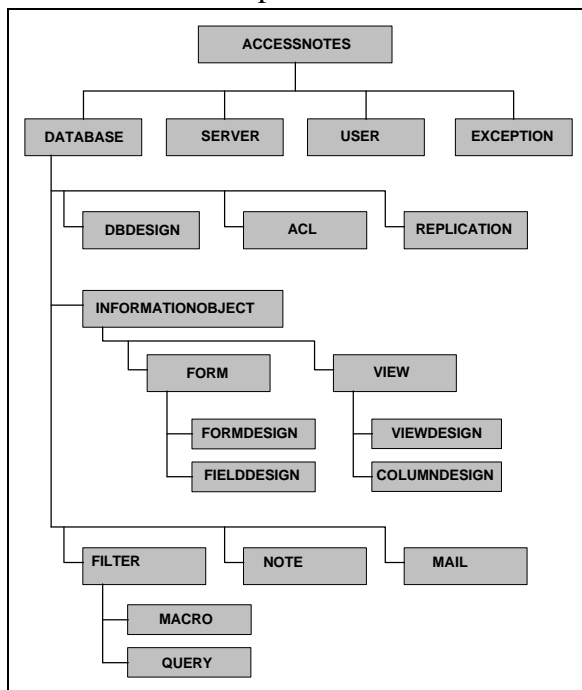 ACCESSNOTES
DATABASE SERVER USER EXCEPTION
DBDESIGN ACL REPLICATION
INFORMATIONOBJECT
FORM VIEW
FORMDESIGN VIEWDESIGN
FIELDDESIGN COLUMNDESIGN
FILTER NOTE MAIL
MACRO
QUERY